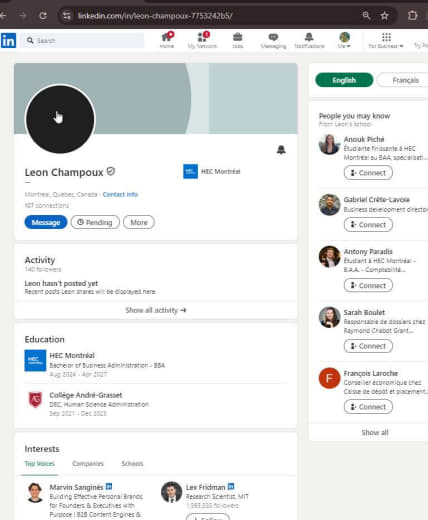 linkedin.com/in/leon-champoux-7753242b5/
in
Search
Home
My Network
Jobs
Messaging
Notifications
Me
For Business
Try Pre
Leon Champoux
HEC Montréal
Montreal, Quebec, Canada · Contact info
107 connections
Message
Pending
More
Activity
140 followers
Leon hasn't posted yet
Recent posts Leon shares will be displayed here.
Show all activity →
Education
HEC Montréal
Bachelor of Business Administration - BBA
Aug 2024 - Apr 2027
Collège André-Grasset
DEC, Human Science Administration
Sep 2021 - Dec 2023
Interests
Top Voices
Companies
Schools
Marvin Sanginés in
Building Effective Personal Brands
for Founders & Executives with
Purpose | B2B Content Engines &
Lex Fridman in
Research Scientist, MIT
followers
+ Follow
English
Français
People you may know
From Leon's school
Anouk Piché
Étudiante finissante à HEC
Montréal au BAA, spécialisati...
Connect
Gabriel Crête-Lavoie
Business development director
Connect
Antony Paradis
Étudiant à HEC Montréal -
B.A.A. - Comptabilité...
Connect
Sarah Boulet
Responsable de dossiers chez
Raymond Chabot Grant...
Connect
F
François Laroche
Conseiller économique chez
Caisse de dépôt et placement...
Connect
Show all